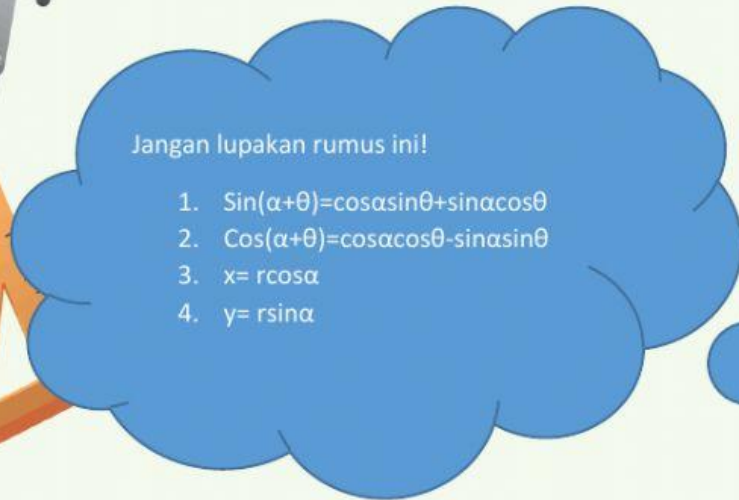 Jangan lupakan rumus ini!
1. Sin(α+θ)=cosαsinθ+sinαcosθ
2. Cos(α+θ)=cosαcosθ-sinαsinθ
3. x= rcosα
4. y= rsinα